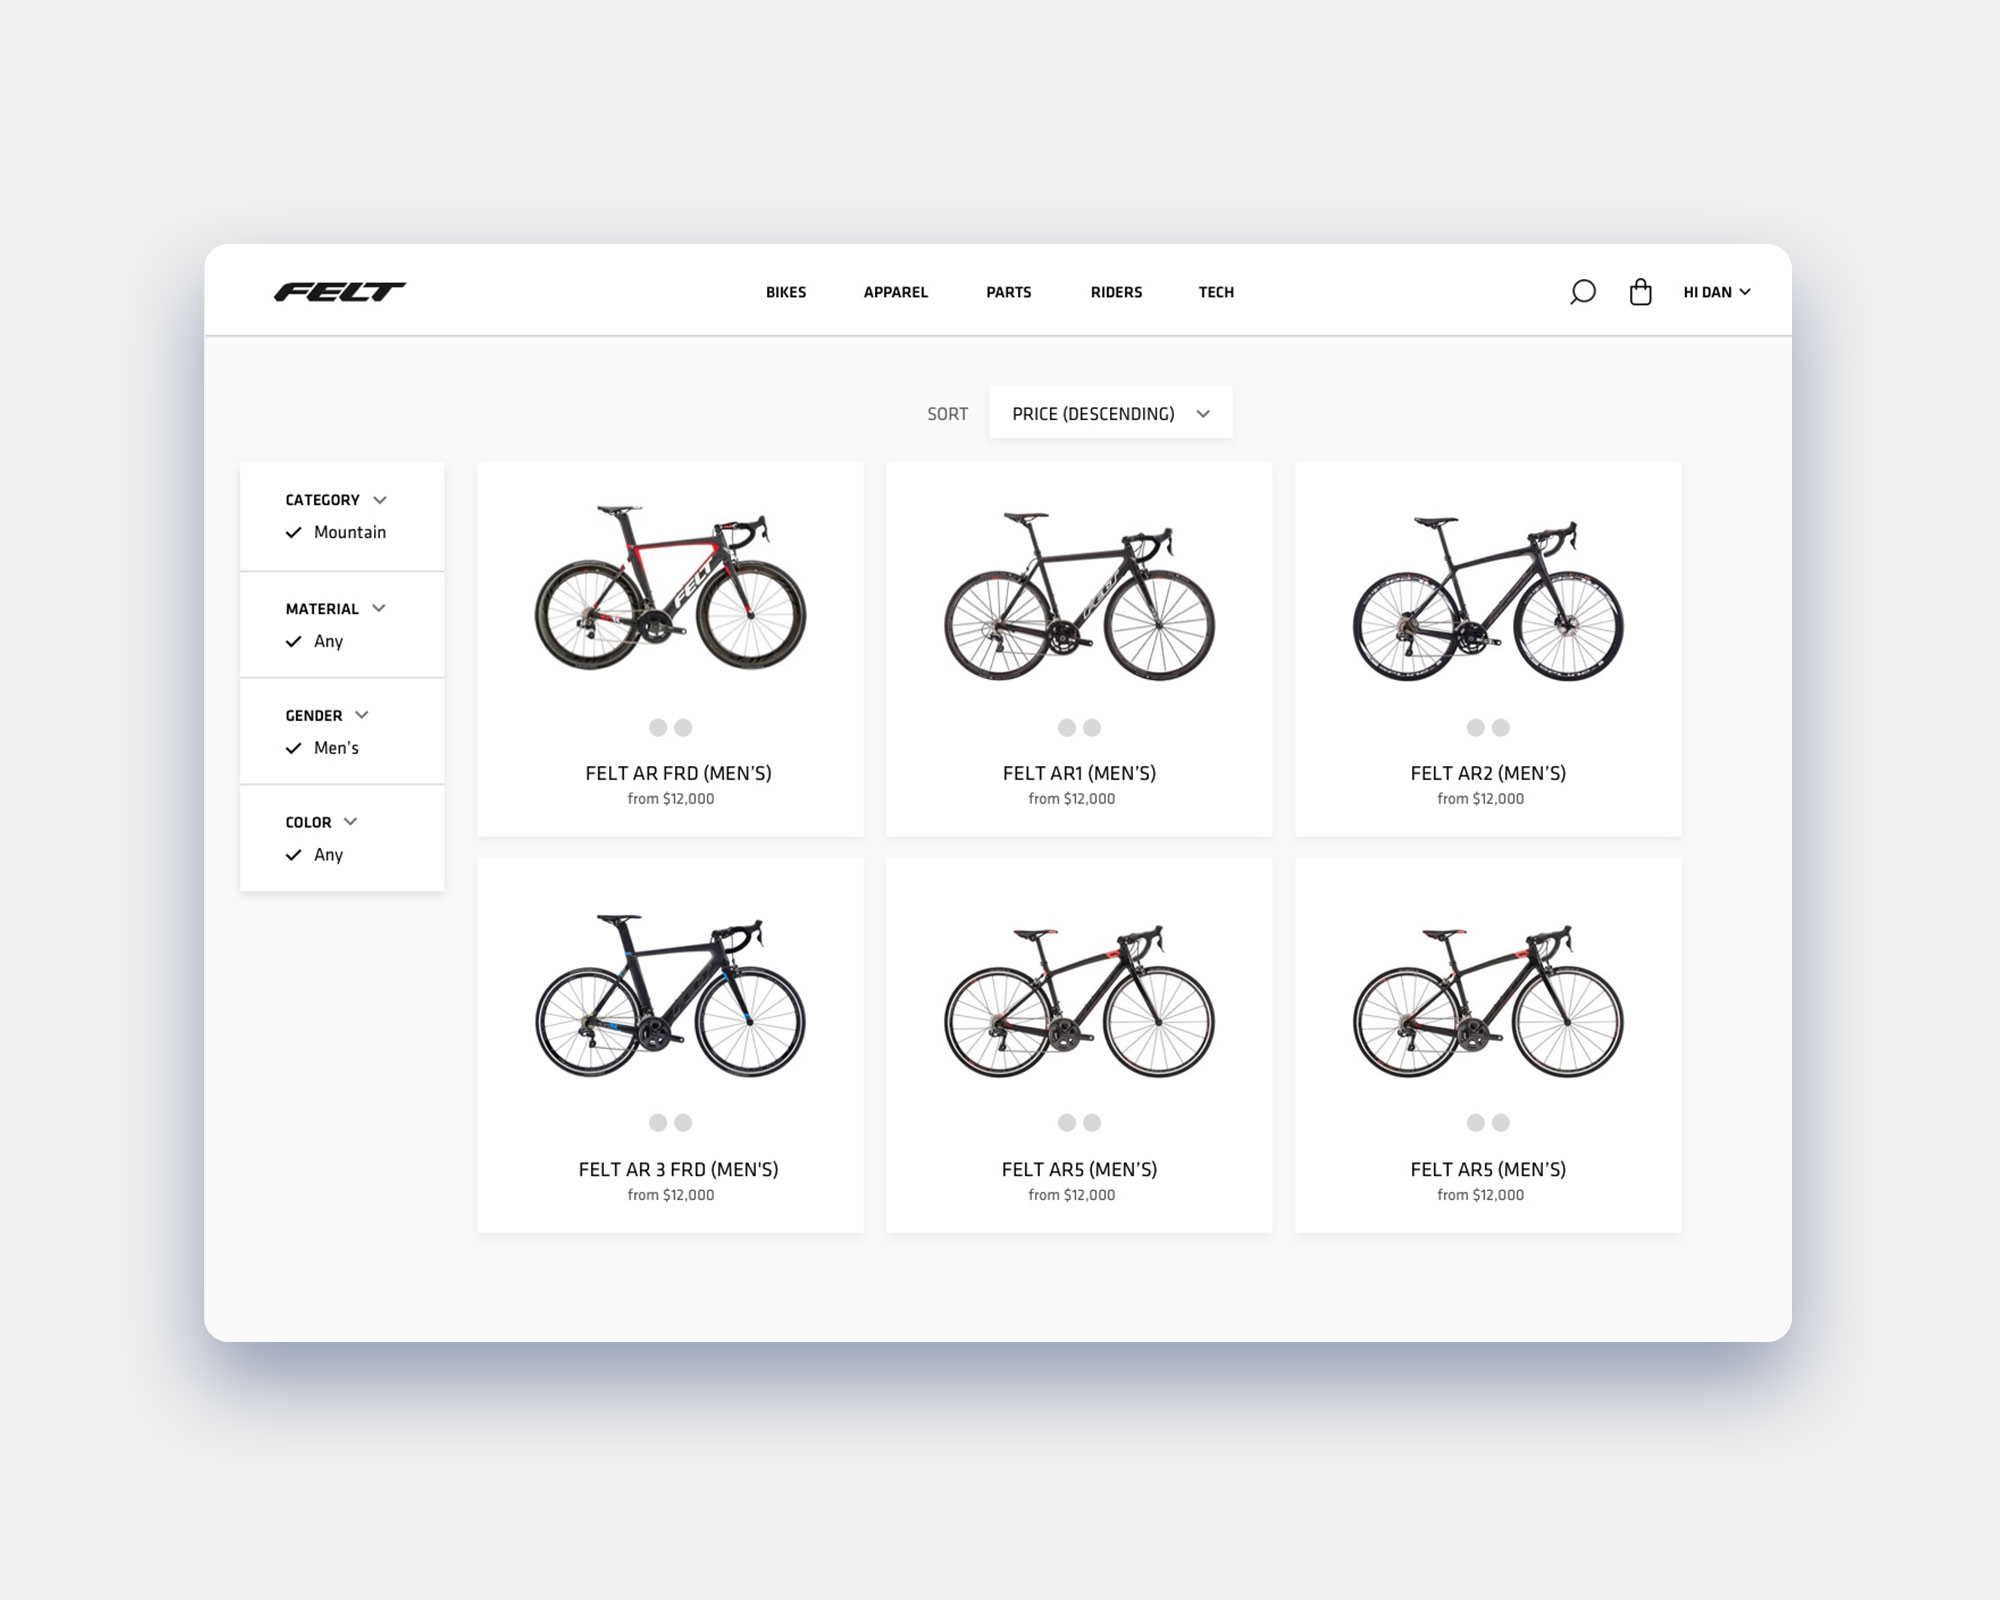 FELT
BIKES APPAREL PARTS RIDERS TECH
HI DAN
SORT PRICE (DESCENDING)
CATEGORY
Mountain
MATERIAL
Any
GENDER
Men’s
COLOR
Any
FELT
FELT AR FRD (MEN’S)
from $12,000
FELT AR1 (MEN’S)
from $12,000
FELT AR2 (MEN’S)
from $12,000
FELT AR 3 FRD (MEN'S)
from $12,000
FELT AR5 (MEN’S)
from $12,000
FELT AR5 (MEN’S)
from $12,000